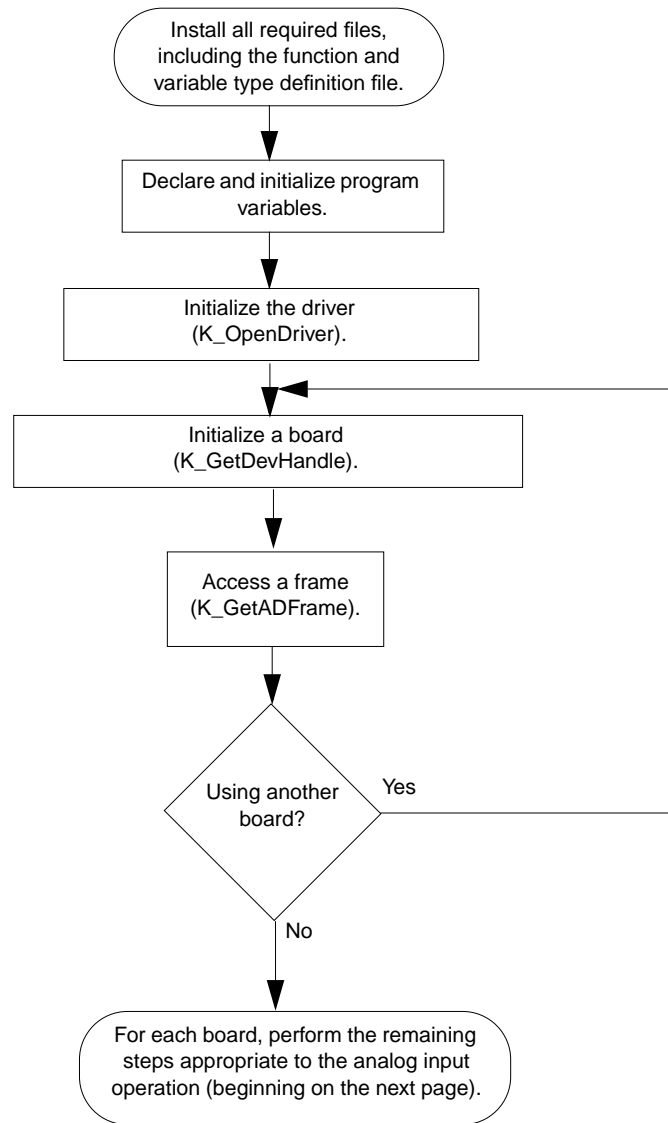 Install all required files,
including the function and
variable type definition file.
Declare and initialize program
variables.
Initialize the driver
(K_OpenDriver).
Initialize a board
(K_GetDevHandle).
Access a frame
(K_GetADFrame).
Using another
board?
Yes
No
For each board, perform the remaining
steps appropriate to the analog input
operation (beginning on the next page).